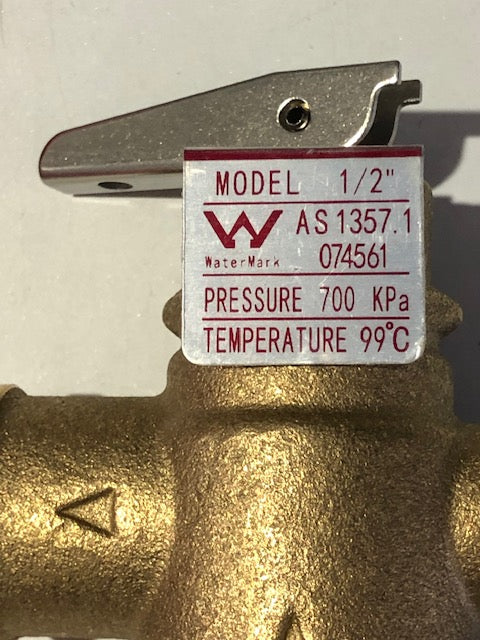 MODEL 1/2"
AS 1357.1
WaterMark 074561
PRESSURE 700 KPa
TEMPERATURE 99℃